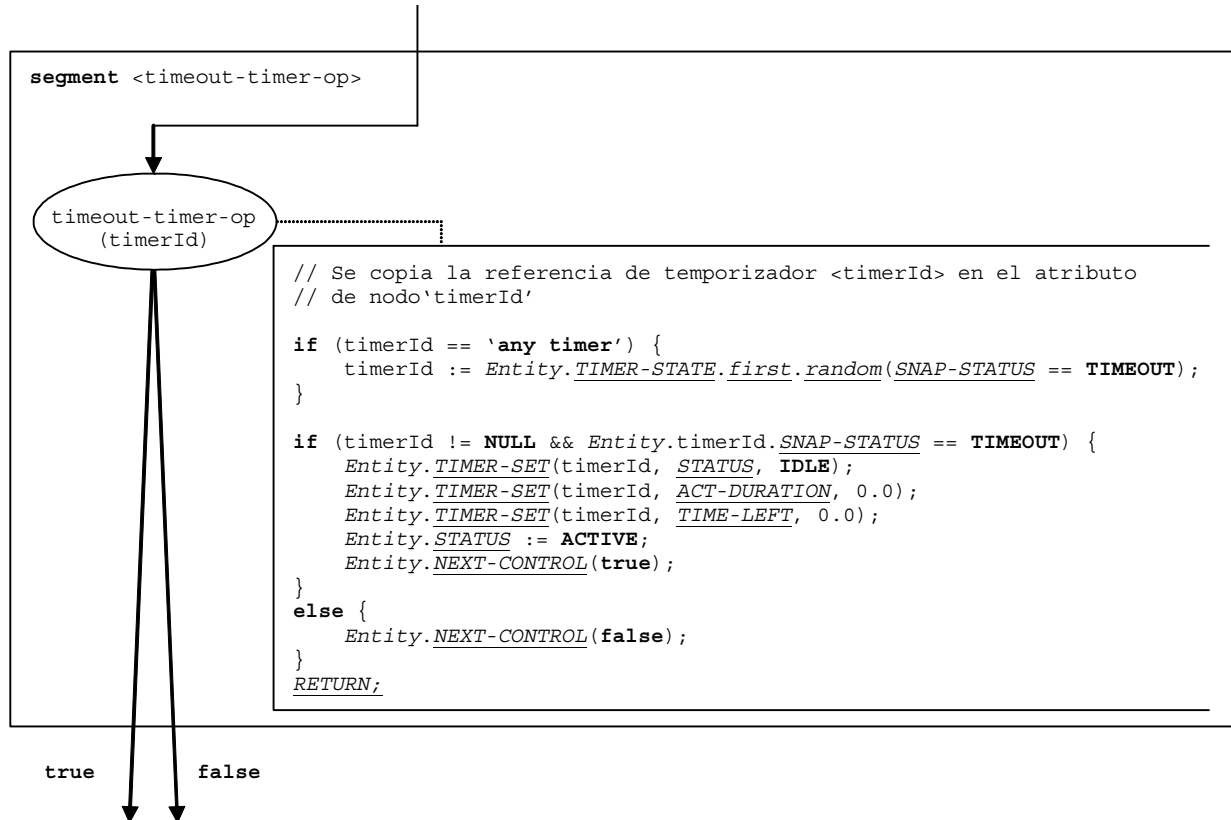 segment <timeout-timer-op>
timeout-timer-op
(timerId)
// Se copia la referencia de temporizador <timerId> en el atributo
// de nodo‘timerId’
if (timerId == ‘any timer’) {
timerId := Entity.TIMER-STATE.first.random(SNAP-STATUS == TIMEOUT);
}
if (timerId != NULL && Entity.timerId.SNAP-STATUS == TIMEOUT) {
Entity.TIMER-SET(timerId, STATUS, IDLE);
Entity.TIMER-SET(timerId, ACT-DURATION, 0.0);
Entity.TIMER-SET(timerId, TIME-LEFT, 0.0);
Entity.STATUS := ACTIVE;
Entity.NEXT-CONTROL(true);
}
else {
Entity.NEXT-CONTROL(false);
}
RETURN;
true false